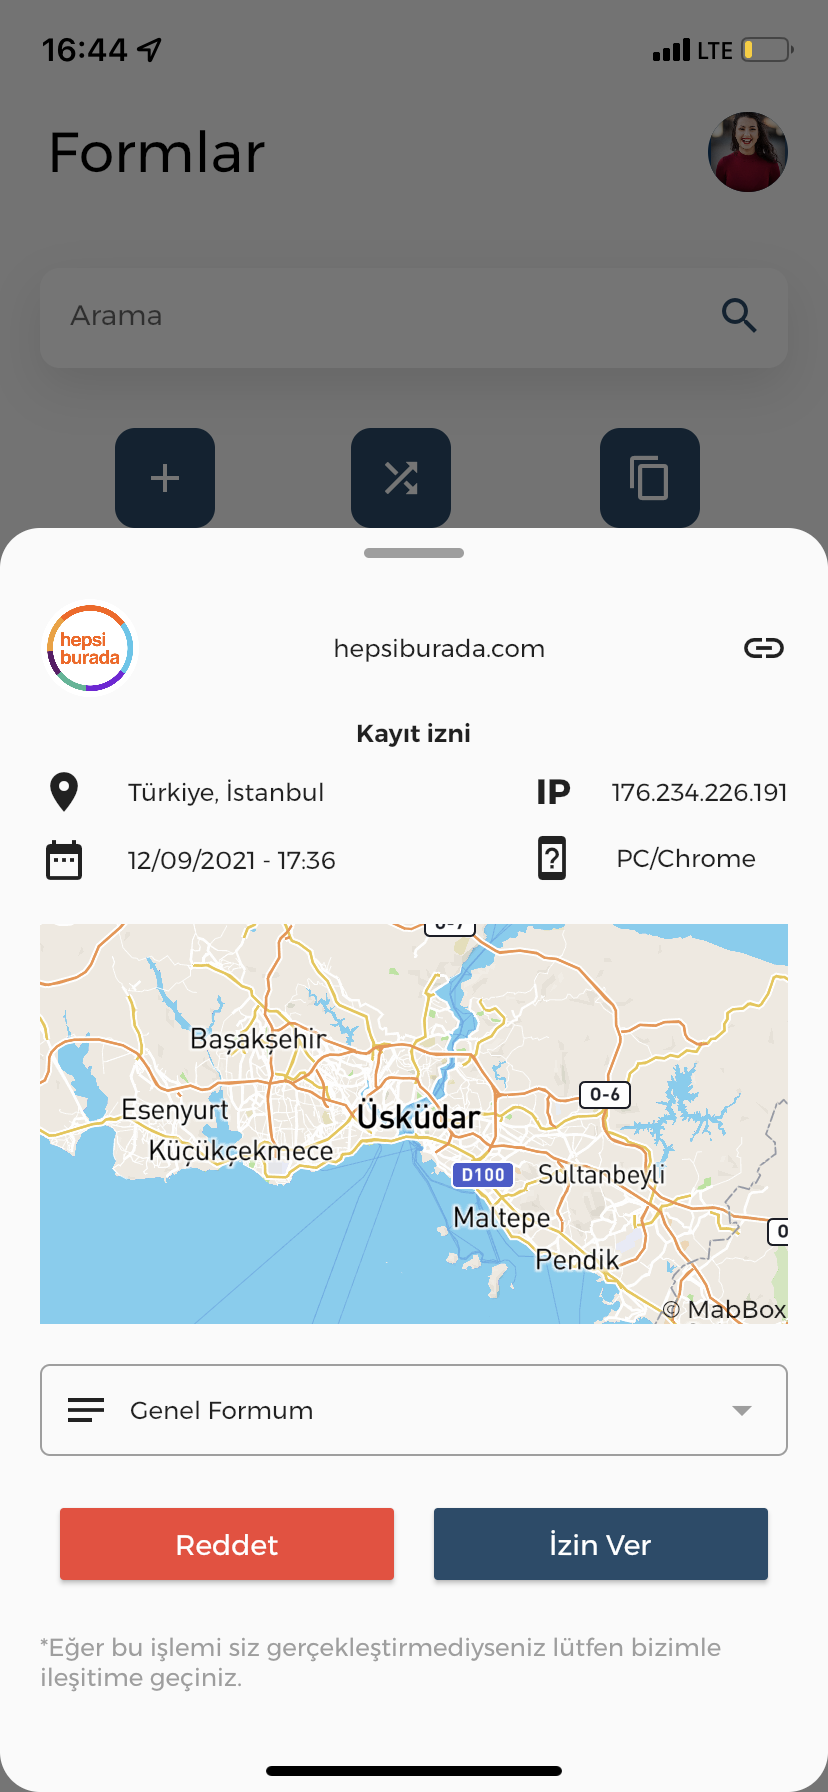 16:44
LTE
Formlar
Arama
hepsi
burada
hepsiburada.com
Kayıt izni
Türkiye, İstanbul
IP
176.234.226.191
12/09/2021 - 17:36
?
PC/Chrome
Başakşehir
O-6
Esenyurt
Üsküdar
Küçükçekmece
D100
Sultanbeyli
Maltepe
Pendik
© MabBox
Genel Formum
Reddet
İzin Ver
*Eğer bu işlemi siz gerçekleştirmediyseniz lütfen bizimle
ileşitime geçiniz.